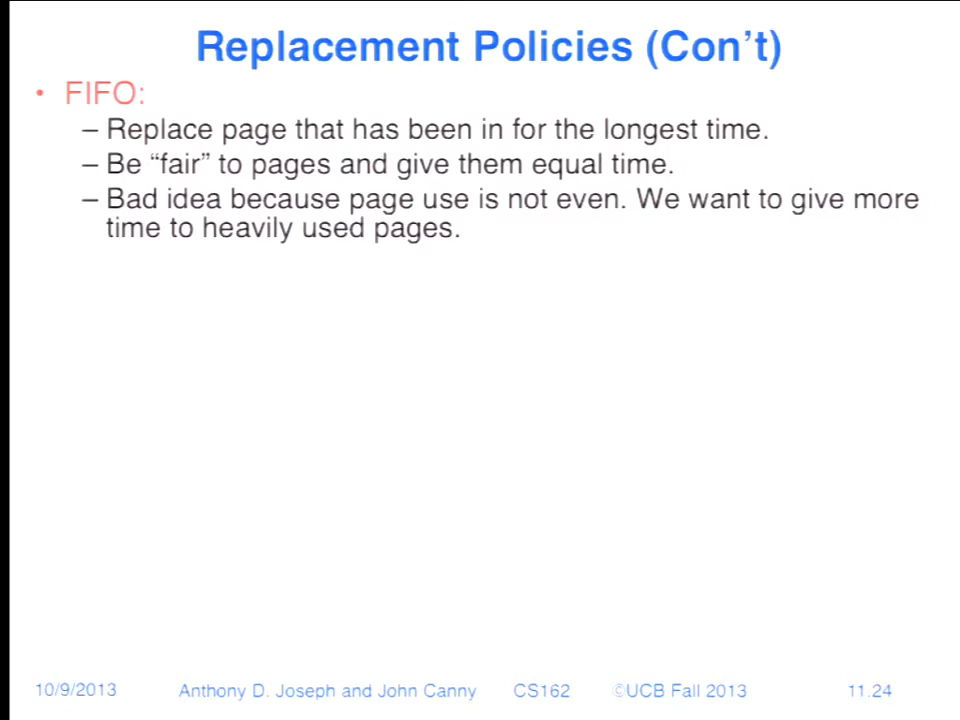 Replacement Policies (Con’t)
• FIFO:
– Replace page that has been in for the longest time.
– Be “fair” to pages and give them equal time.
– Bad idea because page use is not even. We want to give more
time to heavily used pages.
10/9/2013 Anthony D. Joseph and John Canny CS162 ©UCB Fall 2013 11.24